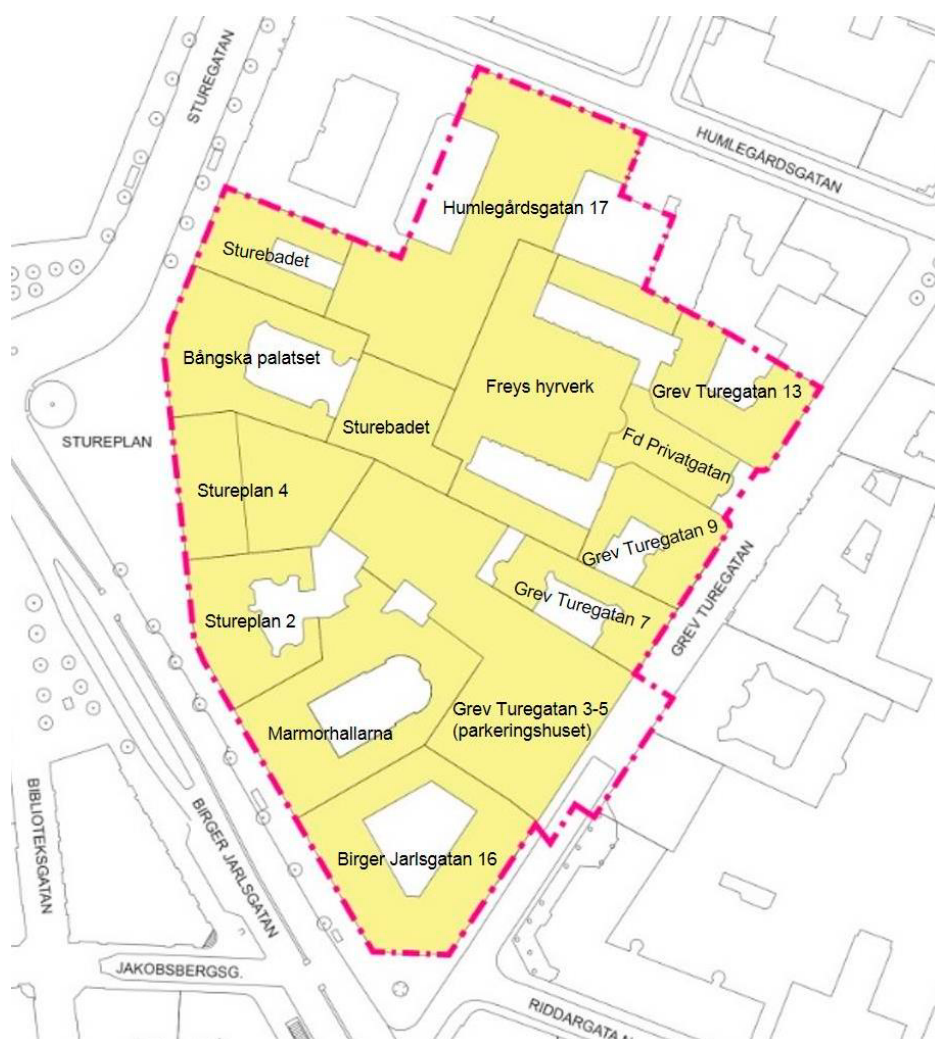 STUREGATAN
HUMLEGÅRDSGATAN
Humlegårdsgatan 17
Sturebadet
Bångska palatset
Freys hyrverk
Grev Turegatan 13
Sturebadet
STUREPLAN
Fd Privatgatan
Stureplan 4
Grev Turegatan 9
Grev Turegatan 7
GREV TUREGATAN
Stureplan 2
Grev Turegatan 3-5
(parkeringshuset)
Marmorhallarna
BIBLIOTEKSGATAN
BIRGER JARLSGATAN
Birger Jarlsgatan 16
JAKOBSBERGSG.
RIDDARGATAN